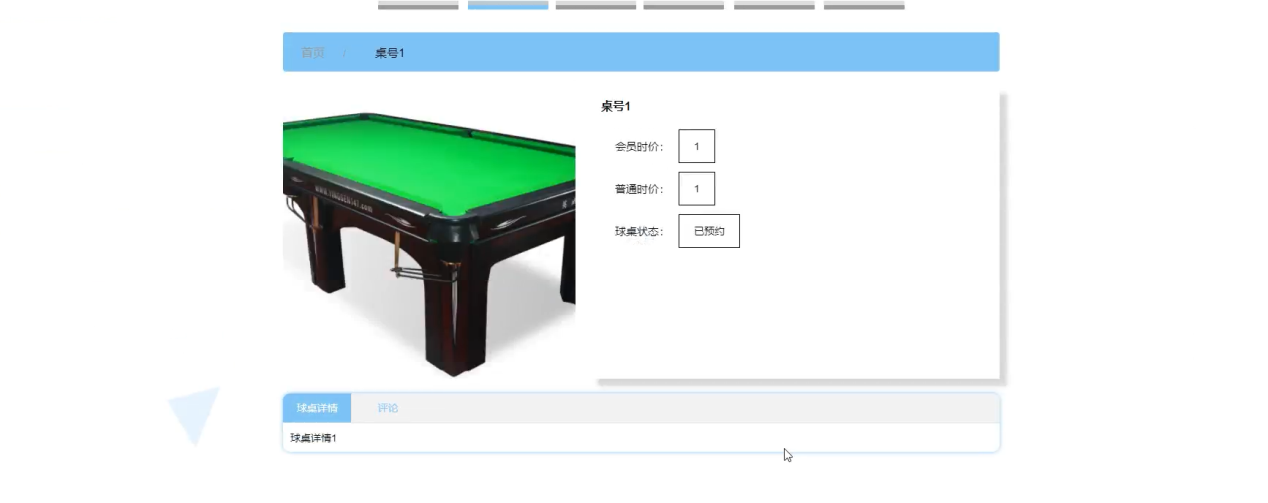 首页 / 桌号1
桌号1
会员时价： 1
普通时价： 1
球桌状态： 已预约
球桌详情 评论
球桌详情1